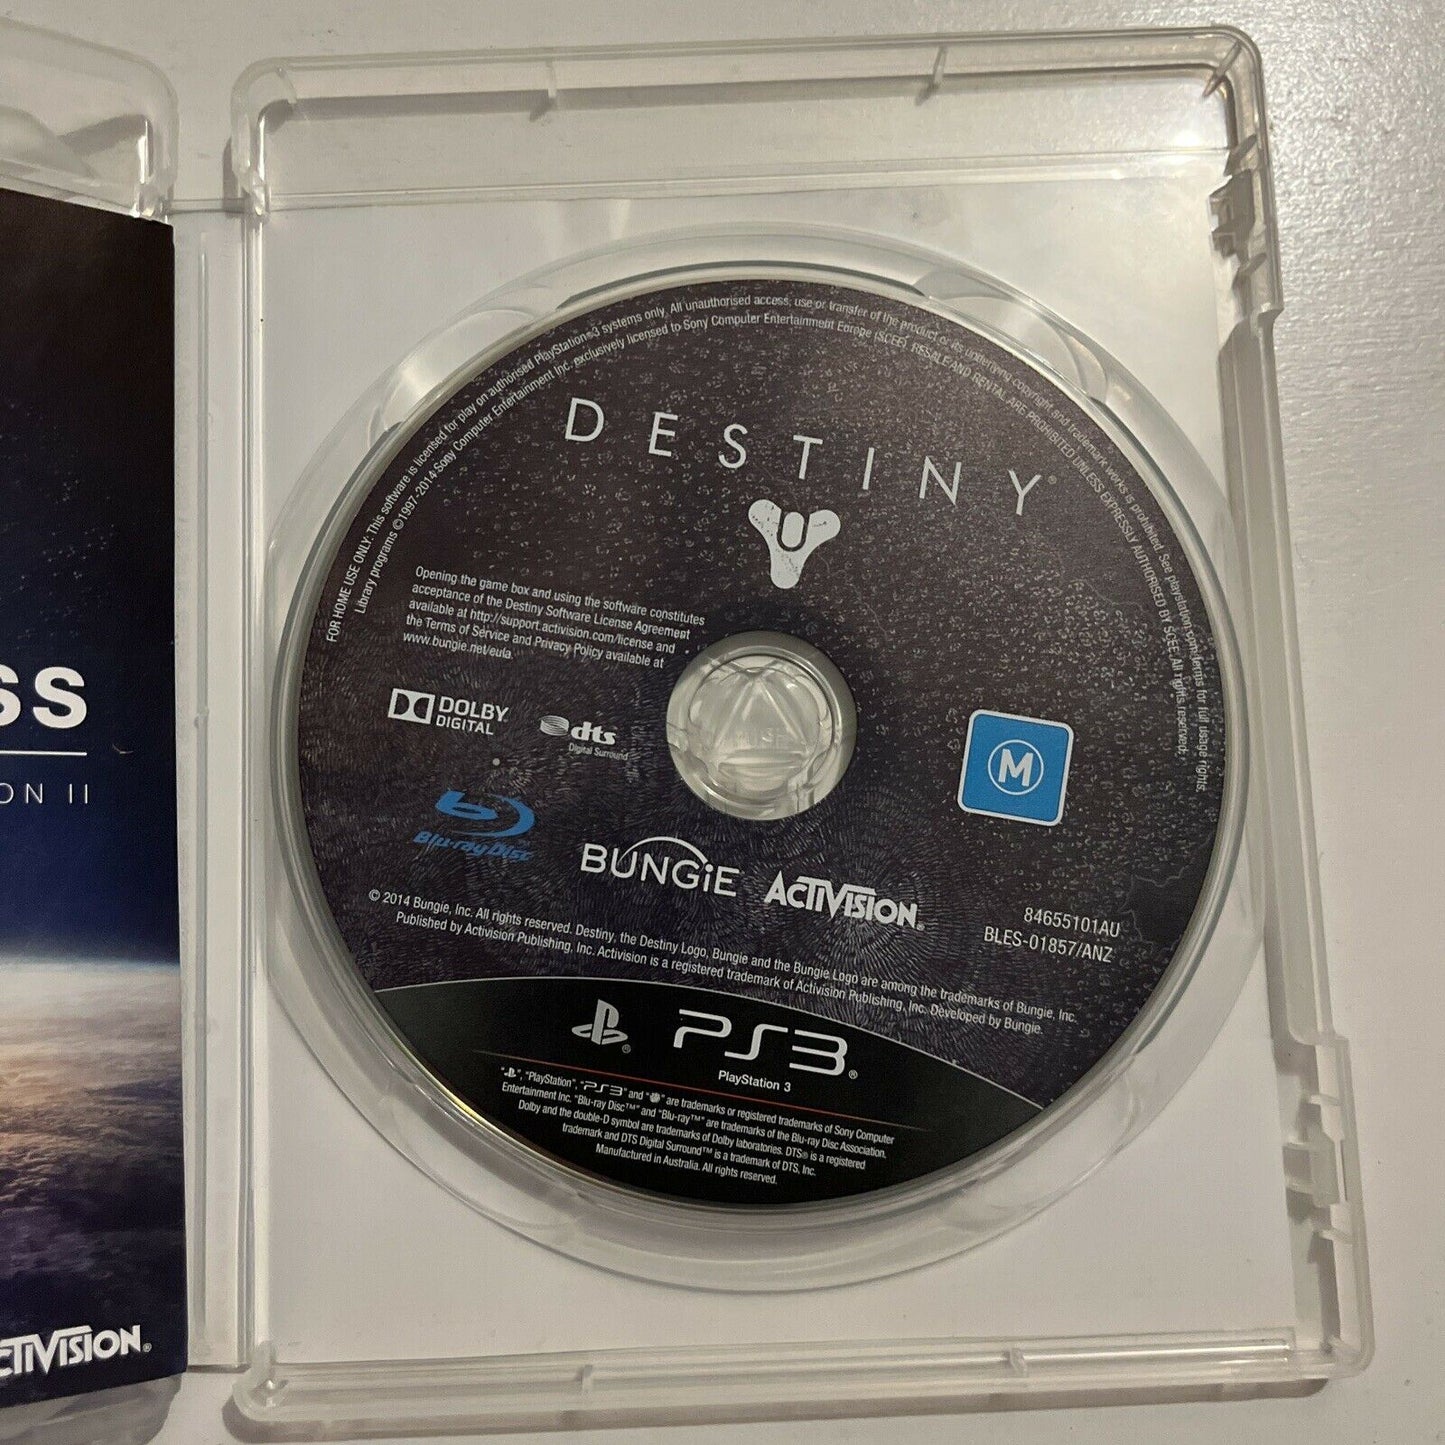 SS
ON II
CTIVISION®
FOR HOME USE ONLY: This software is licensed for play on authorised PlayStation®3 systems only. All unauthorised access, use or transfer of the product or its underlying copyright and trademark works is prohibited. See playstation.com/terms for full usage rights.
Library programs ©1997-2014 Sony Computer Entertainment Inc. exclusively licensed to Sony Computer Entertainment Europe (SCEE). RESALE AND RENTAL ARE PROHIBITED UNLESS EXPRESSLY AUTHORISED BY SCEE. All rights reserved.
DESTINY®
Opening the game box and using the software constitutes
acceptance of the Destiny Software License Agreement
available at http://support.activision.com/license and
the Terms of Service and Privacy Policy available at
www.bungie.net/eula.
DOLBY
DIGITAL
dts
Digital Surround
M
Blu-ray Disc
BUNGiE
ACTIVISION®
84655101AU
BLES-01857/ANZ
© 2014 Bungie, Inc. All rights reserved. Destiny, the Destiny Logo, Bungie and the Bungie Logo are among the trademarks of Bungie, Inc.
Published by Activision Publishing, Inc. Activision is a registered trademark of Activision Publishing, Inc. Developed by Bungie.
PS3®
PlayStation 3
"PlayStation", "PS3" and " " are trademarks or registered trademarks of Sony Computer
Entertainment Inc. "Blu-ray Disc™" and "Blu-ray™" are trademarks of the Blu-ray Disc Association.
Dolby and the double-D symbol are trademarks of Dolby laboratories. DTS® is a registered
trademark and DTS Digital Surround™ is a trademark of DTS, Inc.
Manufactured in Australia. All rights reserved.